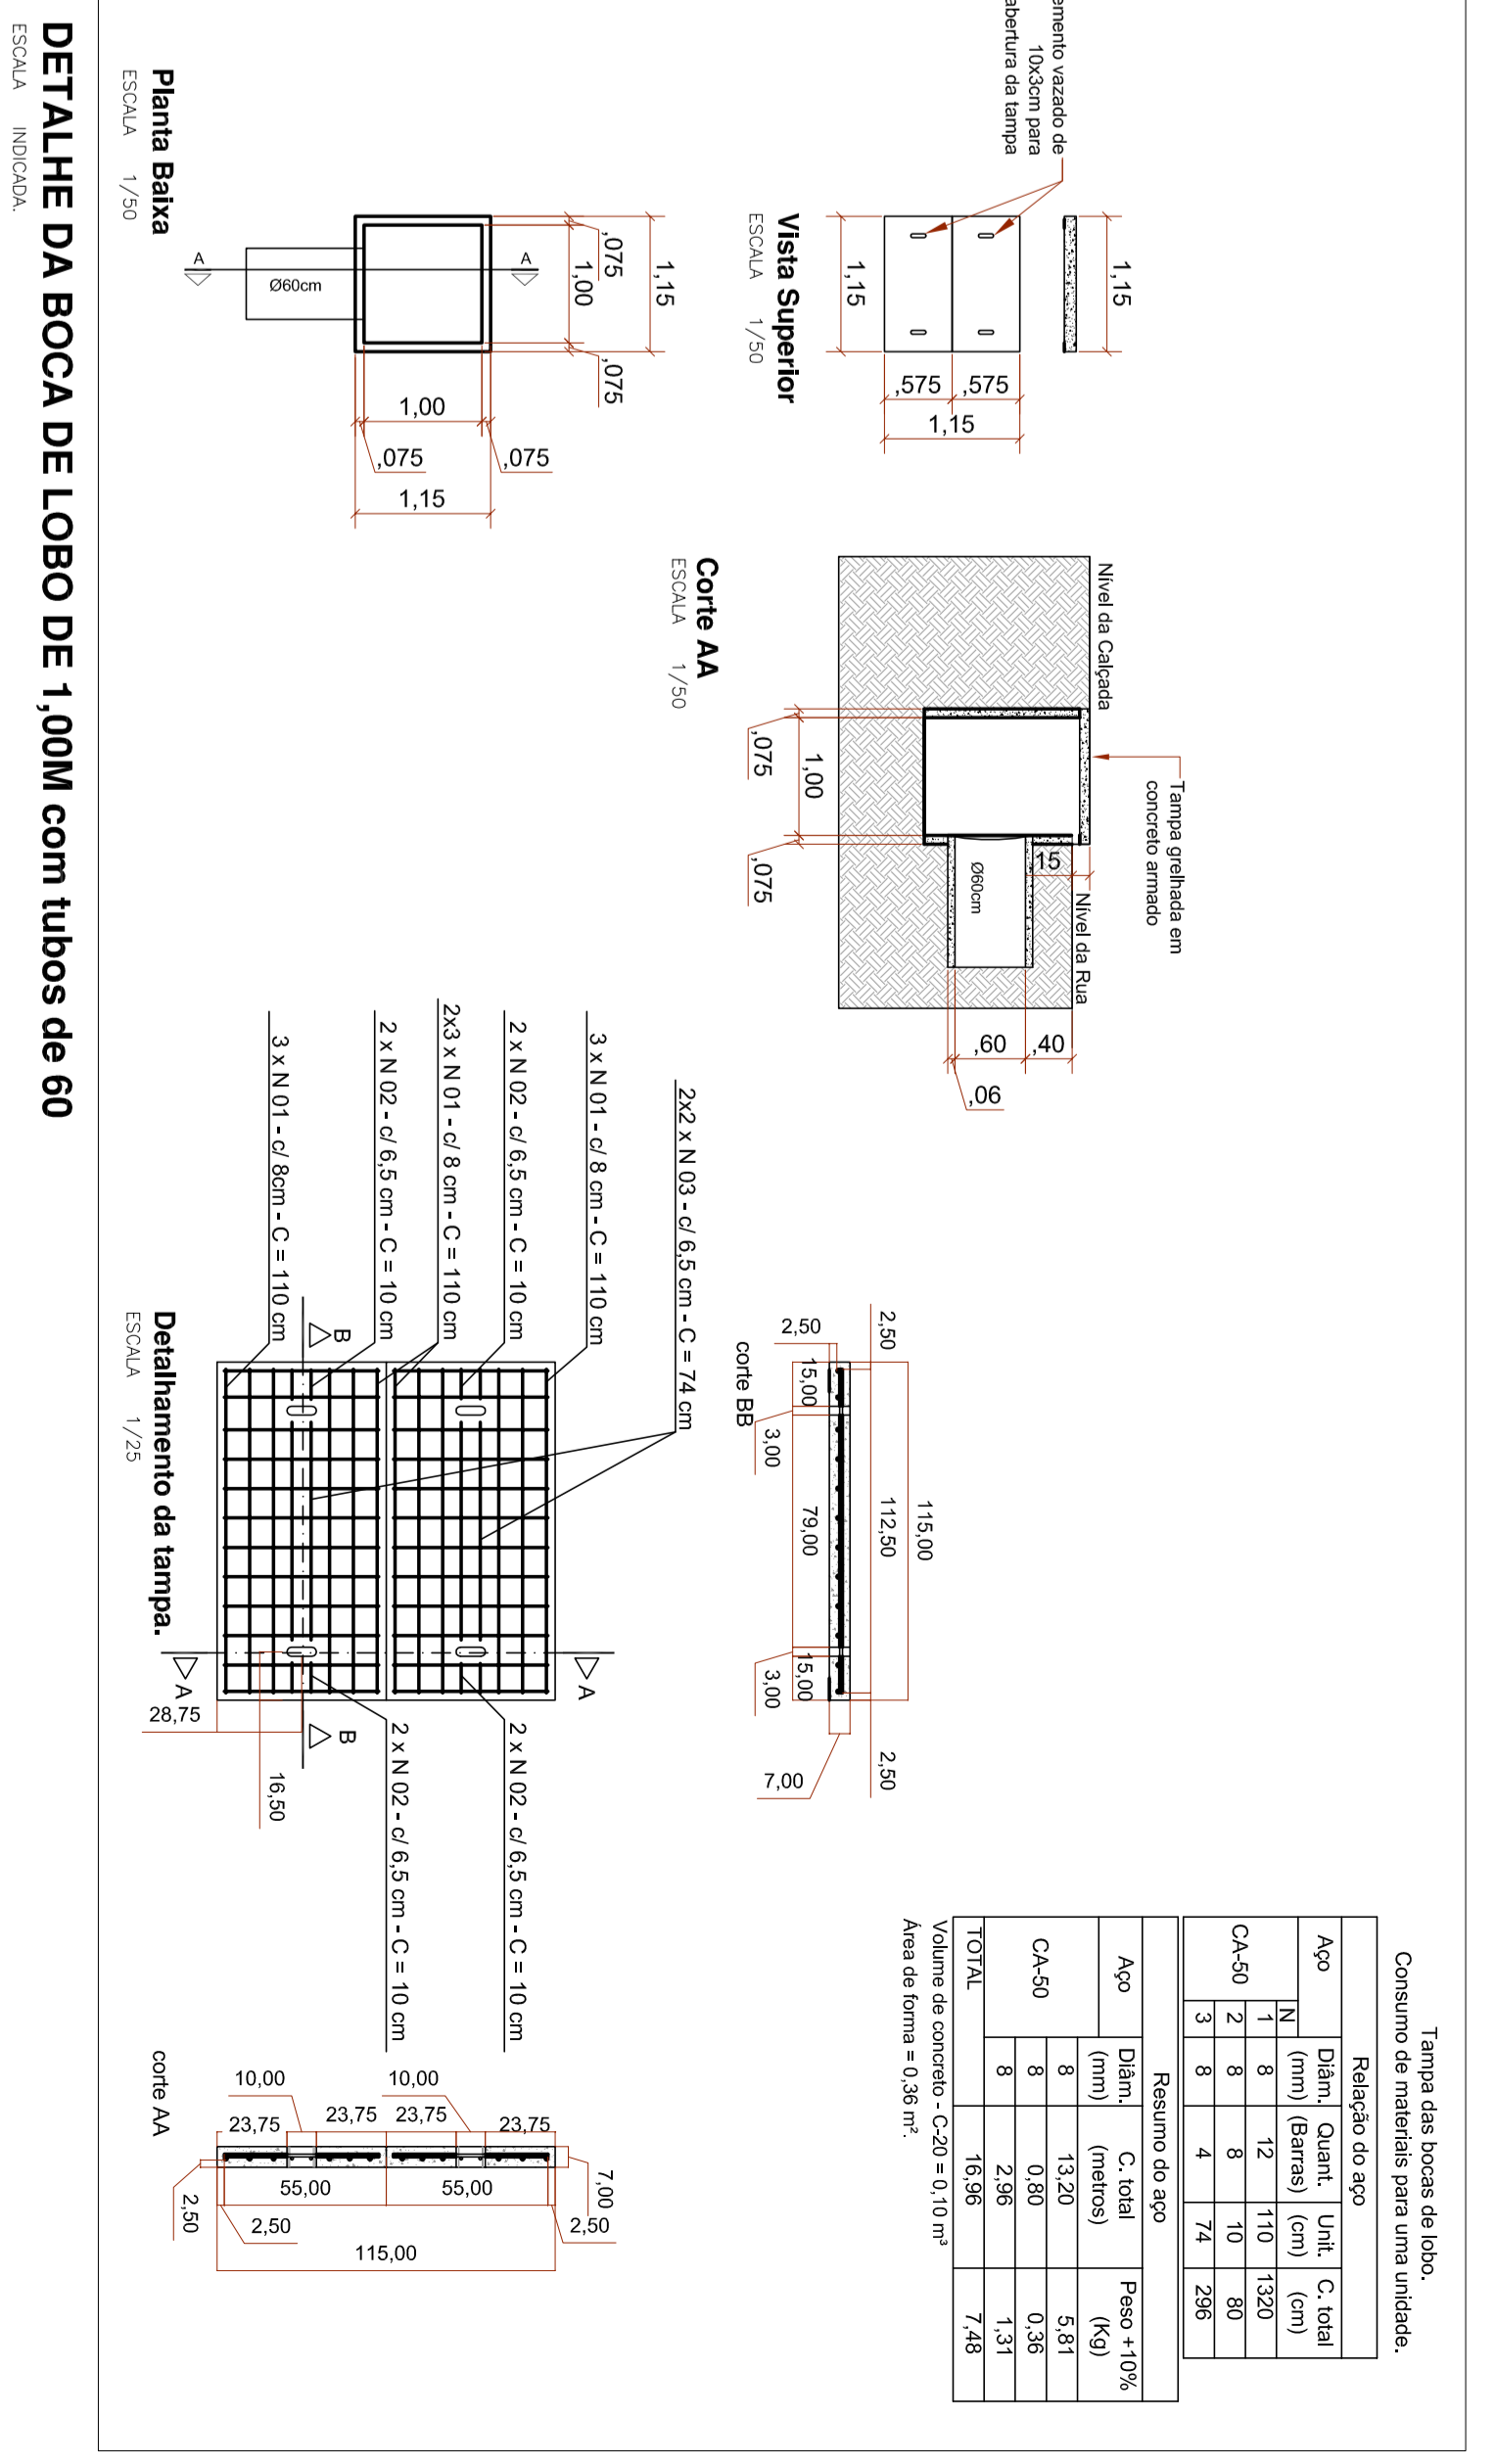 emento vazado de
10x3cm para
abertura da tampa
1,15
1,15
,575
,575
1,15
Vista Superior
ESCALA 1/50
1,15
,075
1,00
,075
Ø60cm
A
A
1,00
,075
,075
1,15
Planta Baixa
ESCALA 1/50
Nível da Calçada
Tampa grelhada em
concreto armado
Nível da Rua
15
Ø60cm
,40
,60
,06
1,00
,075
,075
Corte AA
ESCALA 1/50
2,50
115,00
112,50
2,50
2,50
15,00
3,00
79,00
15,00
3,00
7,00
corte BB
2x2 x N 03 - c/ 6,5 cm - C = 74 cm
3 x N 01 - c/ 8 cm - C = 110 cm
2 x N 02 - c/ 6,5 cm - C = 10 cm
2x3 x N 01 - c/ 8 cm - C = 110 cm
2 x N 02 - c/ 6,5 cm - C = 10 cm
3 x N 01 - c/ 8cm - C = 110 cm
B
A
A
B
2 x N 02 - c/ 6,5 cm - C = 10 cm
2 x N 02 - c/ 6,5 cm - C = 10 cm
28,75
16,50
Detalhamento da tampa.
ESCALA 1/25
7,00
2,50
23,75
10,00
23,75
23,75
10,00
23,75
55,00
55,00
2,50
2,50
115,00
corte AA
Tampa das bocas de lobo.
Consumo de materiais para uma unidade.
Relação do aço
Aço N Diâm. (mm) Quant. (Barras) Unit. (cm) C. total (cm)
CA-50
1 8 12 110 1320
2 8 8 10 80
3 8 4 74 296
Resumo do aço
Aço Diâm. (mm) C. total (metros) Peso +10% (Kg)
CA-50
8 13,20 5,81
8 0,80 0,36
8 2,96 1,31
TOTAL 16,96 7,48
Volume de concreto - C-20 = 0,10 m³
Área de forma = 0,36 m².
DETALHE DA BOCA DE LOBO DE 1,00M com tubos de 60
ESCALA INDICADA.